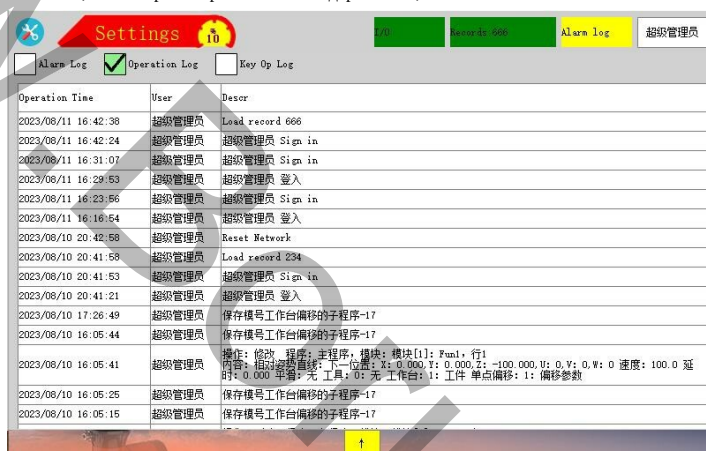 Settings
10
I/O
Records 666
Alarm log
超级管理员
Alarm Log
Operation Log
Key Op Log
Operation Time User Descr
2023/08/11 16:42:38 超级管理员 Load record 666
2023/08/11 16:42:24 超级管理员 超级管理员 Sign in
2023/08/11 16:31:07 超级管理员 超级管理员 Sign in
2023/08/11 16:29:53 超级管理员 超级管理员 登入
2023/08/11 16:23:56 超级管理员 超级管理员 Sign in
2023/08/11 16:16:54 超级管理员 超级管理员 登入
2023/08/10 20:42:58 超级管理员 Reset Network
2023/08/10 20:41:58 超级管理员 Load record 234
2023/08/10 20:41:53 超级管理员 超级管理员 Sign in
2023/08/10 20:41:21 超级管理员 超级管理员 登入
2023/08/10 17:26:49 超级管理员 保存模号工作台偏移的子程序-17
2023/08/10 16:05:44 超级管理员 保存模号工作台偏移的子程序-17
2023/08/10 16:05:41 超级管理员 操作: 修改 程序: 主程序, 模块: 模块[1]: Fun1, 行1
内容: 相对姿势直线: 下一位置: X: 0.000,Y: 0.000,Z: -100.000,U: 0,V: 0,W: 0 速度: 100.0 延
时: 0.000 平滑: 无 工具: 0: 无 工作台: 1: 工件 单点偏移: 1: 偏移参数
2023/08/10 16:05:25 超级管理员 保存模号工作台偏移的子程序-17
2023/08/10 16:05:15 超级管理员 保存模号工作台偏移的子程序-17
↑